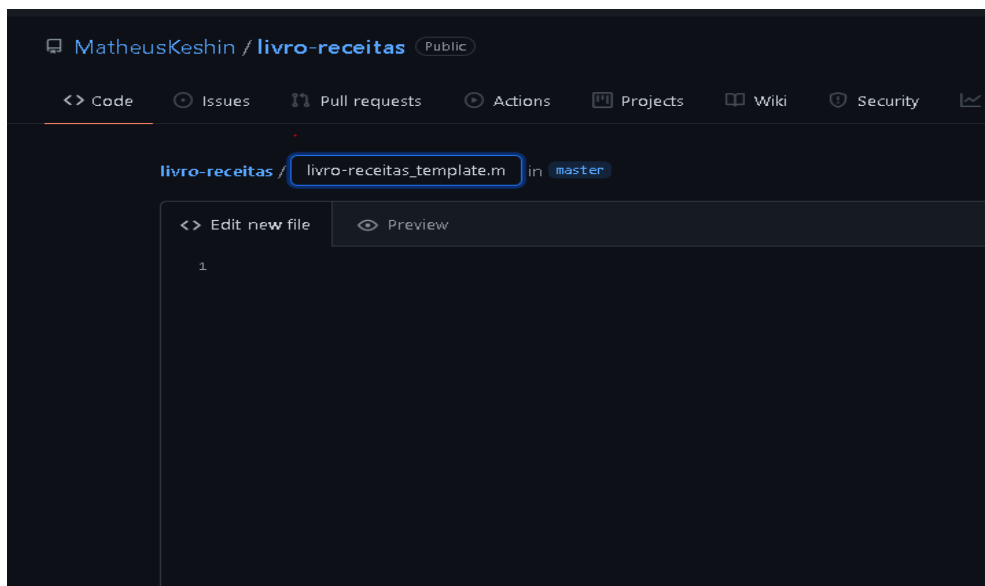 MatheusKeshin / livro-receitas Public
<> Code Issues Pull requests Actions Projects Wiki Security
livro-receitas / livro-receitas_template.m in master
<> Edit new file Preview
1